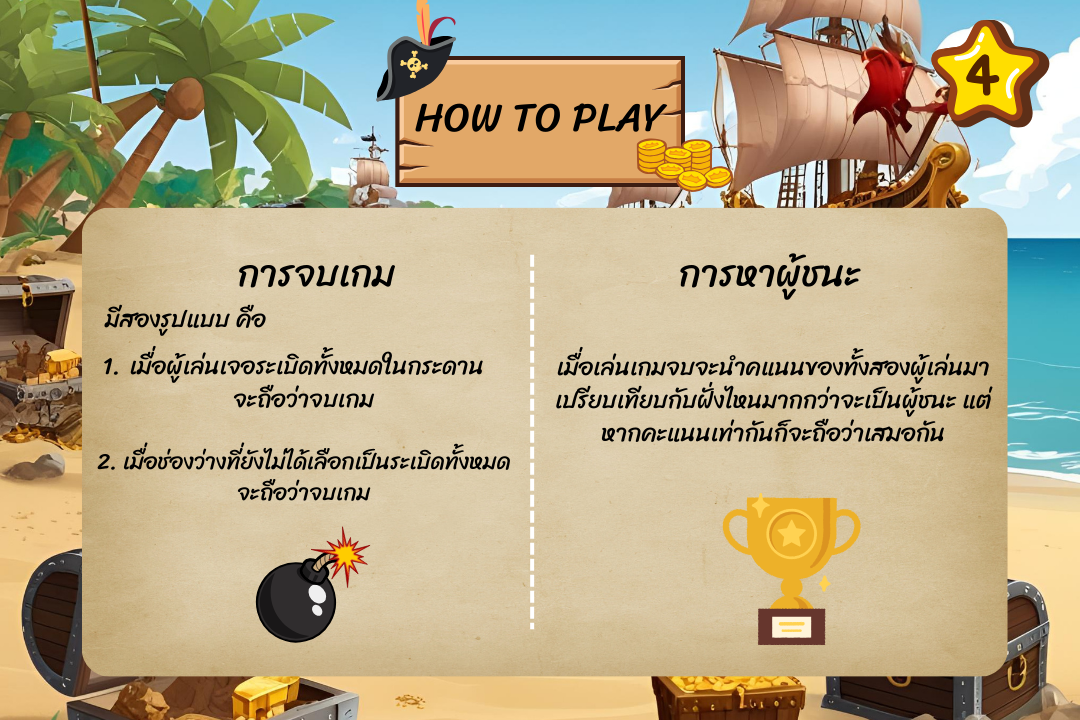 HOW TO PLAY
4
การจบเกม
มีสองรูปแบบ คือ
1. เมื่อผู้เล่นเจอระเบิดทั้งหมดในกระดาน
จะถือว่าจบเกม
2. เมื่อช่องว่างที่ยังไม่ได้เลือกเป็นระเบิดทั้งหมด
จะถือว่าจบเกม
การหาผู้ชนะ
เมื่อเล่นเกมจบจะนำคแนนของทั้งสองผู้เล่นมา
เปรียบเทียบกับฝั่งไหนมากกว่าจะเป็นผู้ชนะ แต่
หากคะแนนเท่ากันก็จะถือว่าเสมอกัน